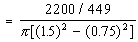 = 2200 / 449
π[(1.5)² − (0.75)²]